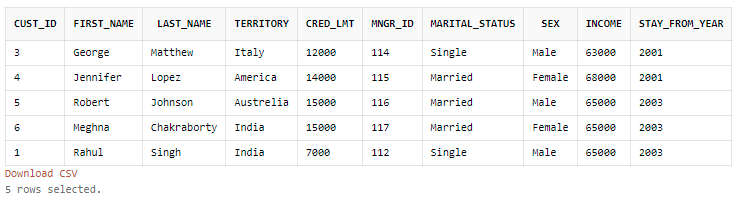 CUST_ID FIRST_NAME LAST_NAME TERRITORY CRED_LMT MNGR_ID MARITAL_STATUS SEX INCOME STAY_FROM_YEAR
3 George Matthew Italy 12000 114 Single Male 63000 2001
4 Jennifer Lopez America 14000 115 Married Female 68000 2001
5 Robert Johnson Austrelia 15000 116 Married Male 65000 2003
6 Meghna Chakraborty India 15000 117 Married Female 65000 2003
1 Rahul Singh India 7000 112 Single Male 65000 2003
Download CSV
5 rows selected.